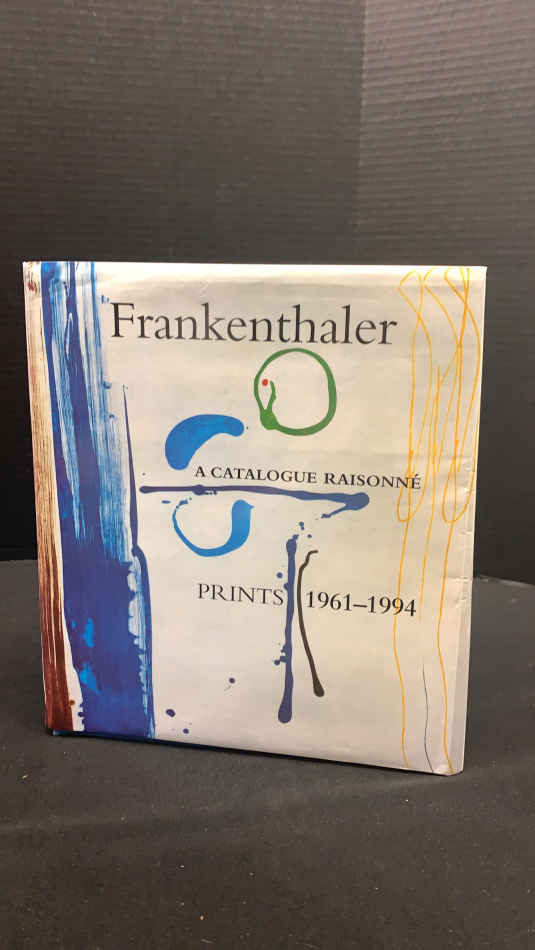 Frankenthaler
A CATALOGUE RAISONNÉ
PRINTS 1961–1994